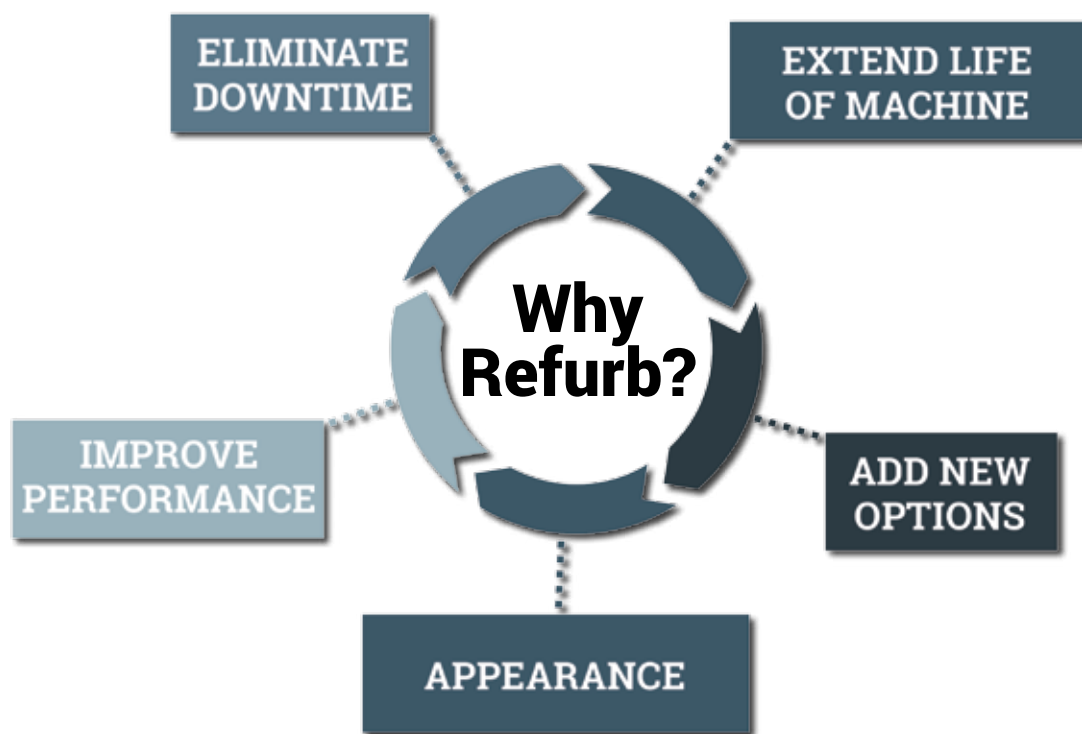 ELIMINATE
DOWNTIME
EXTEND LIFE
OF MACHINE
Why
Refurb?
IMPROVE
PERFORMANCE
ADD NEW
OPTIONS
APPEARANCE